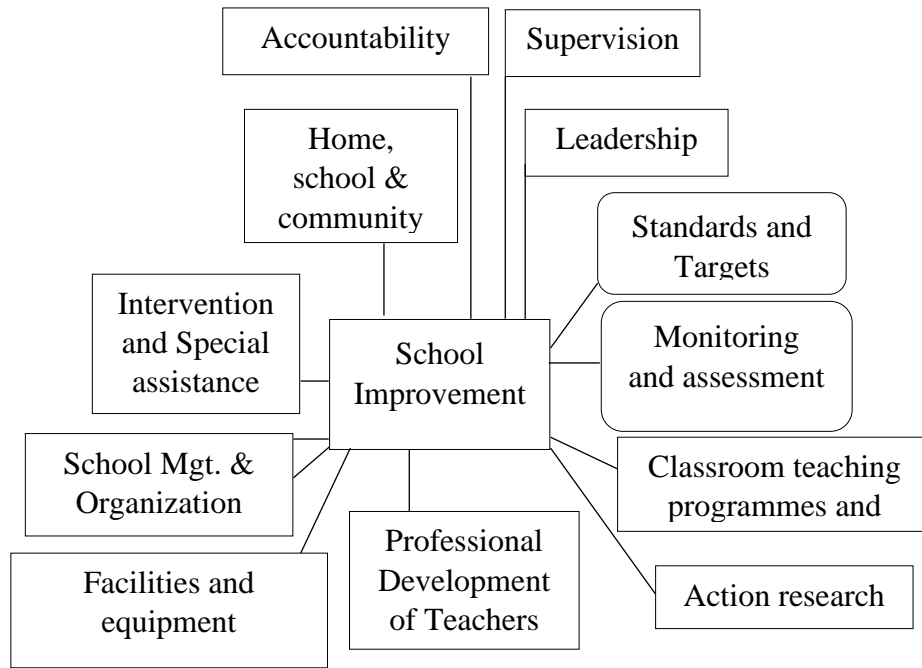 Accountability
Supervision
Home,
school &
community
Leadership
Standards and
Targets
Intervention
and Special
assistance
School
Improvement
Monitoring
and assessment
School Mgt. &
Organization
Classroom teaching
programmes and
Facilities and
equipment
Professional
Development
of Teachers
Action research